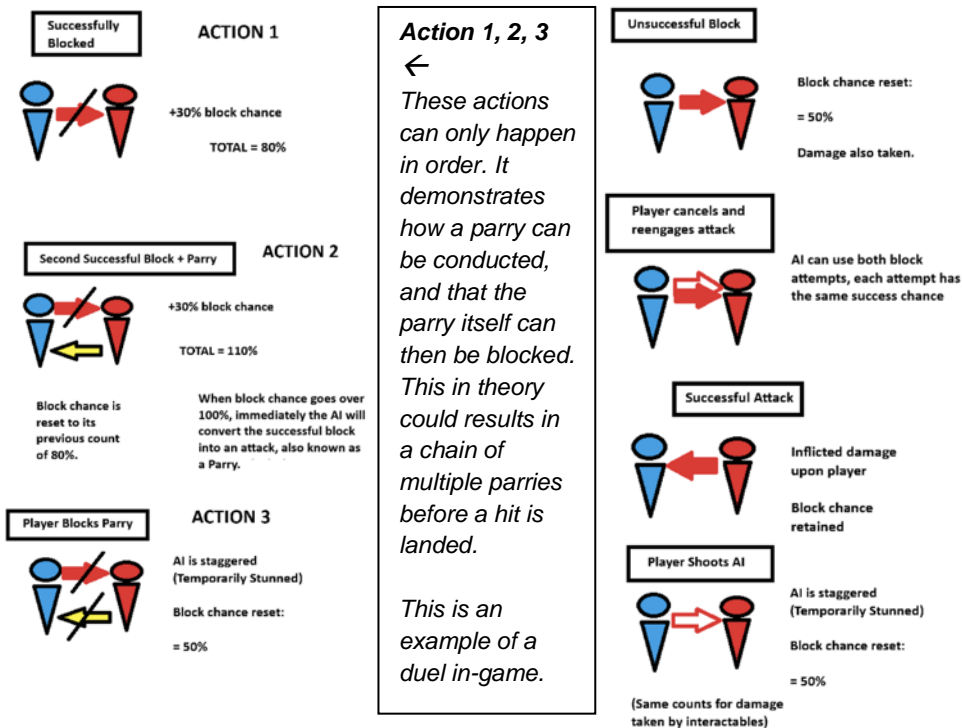 Successfully
Blocked
ACTION 1
+30% block chance
TOTAL = 80%
Second Successful Block + Parry
ACTION 2
+30% block chance
TOTAL = 110%
Block chance is
reset to its
previous count
of 80%.
When block chance goes over
100%, immediately the AI will
convert the successful block
into an attack, also known as
a Parry.
Player Blocks Parry
ACTION 3
AI is staggered
(Temporarily Stunned)
Block chance reset:
= 50%
Action 1, 2, 3
←
These actions
can only happen
in order. It
demonstrates
how a parry can
be conducted,
and that the
parry itself can
then be blocked.
This in theory
could results in
a chain of
multiple parries
before a hit is
landed.
This is an
example of a
duel in-game.
Unsuccessful Block
Block chance reset:
= 50%
Damage also taken.
Player cancels and
reengages attack
AI can use both block
attempts, each attempt has
the same success chance
Successful Attack
Inflicted damage
upon player
Block chance
retained
Player Shoots AI
AI is staggered
(Temporarily Stunned)
Block chance reset:
= 50%
(Same counts for damage
taken by interactables)